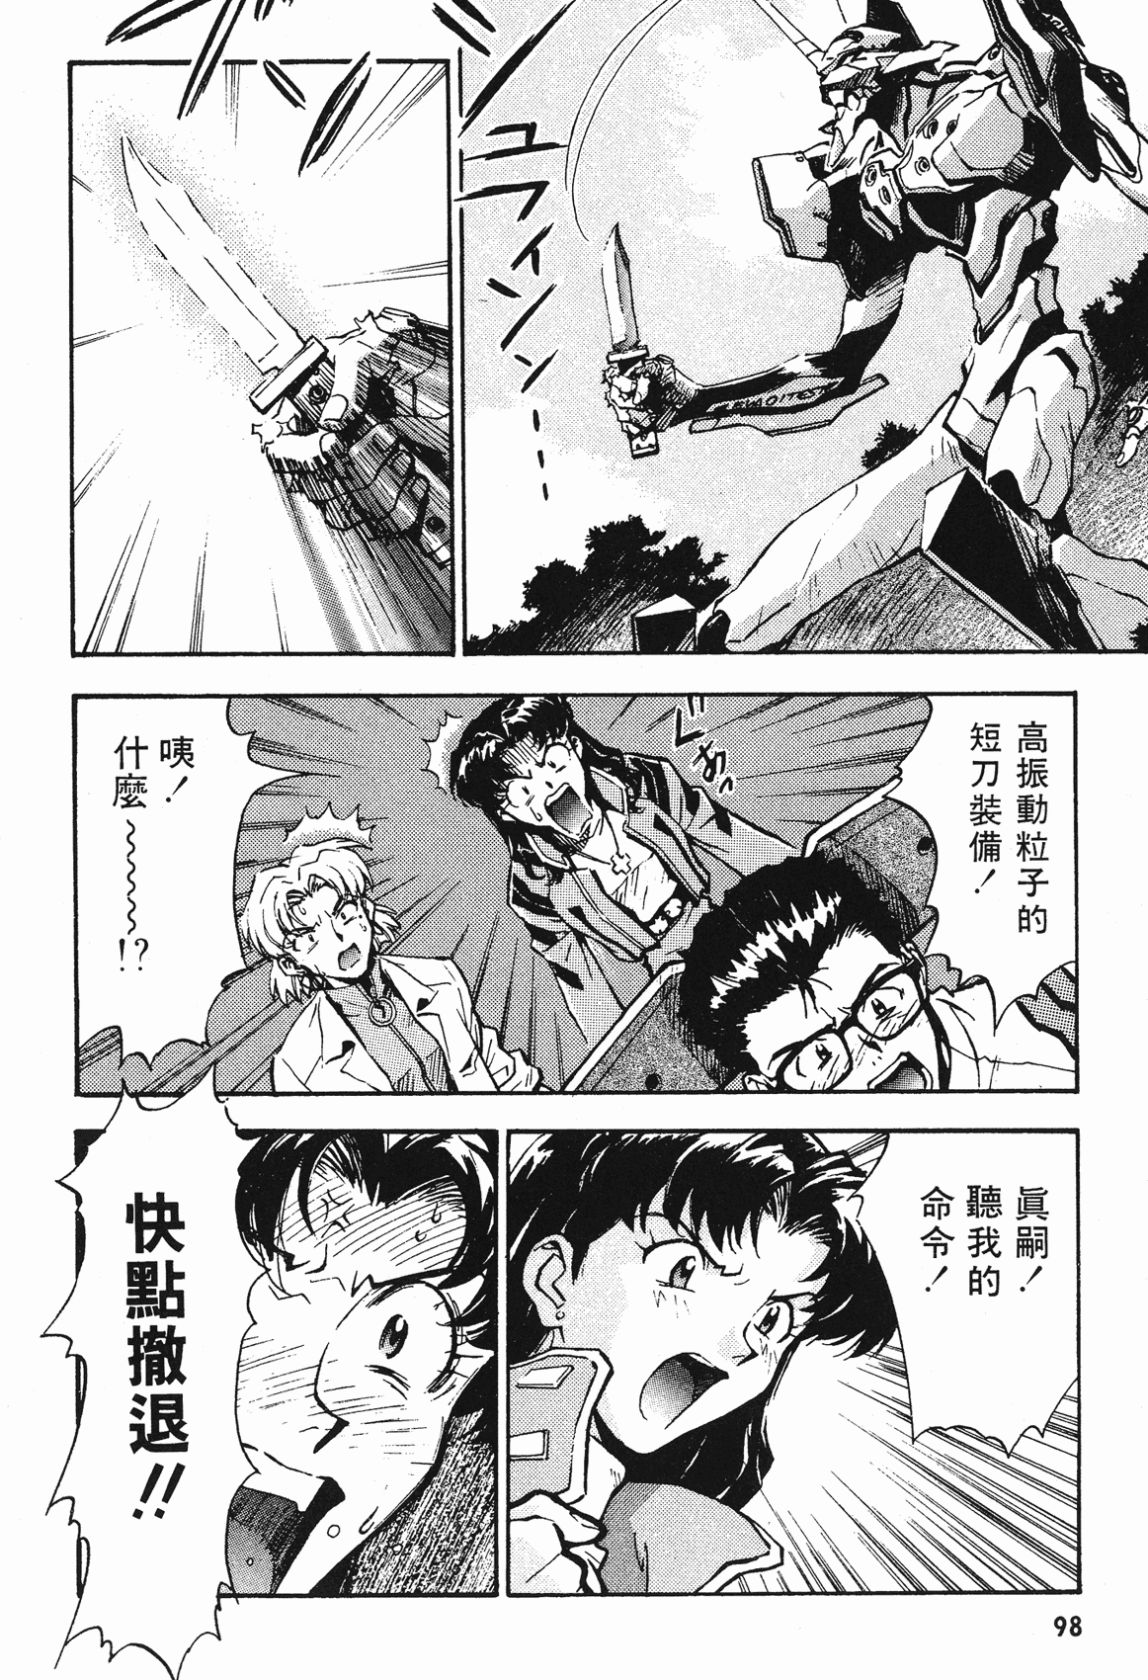 ュフィンンン
高振動粒子的
短刀裝備！
咦！
什麼～～～!?
眞嗣！
聽我的
命令！
快點撤退!!
98